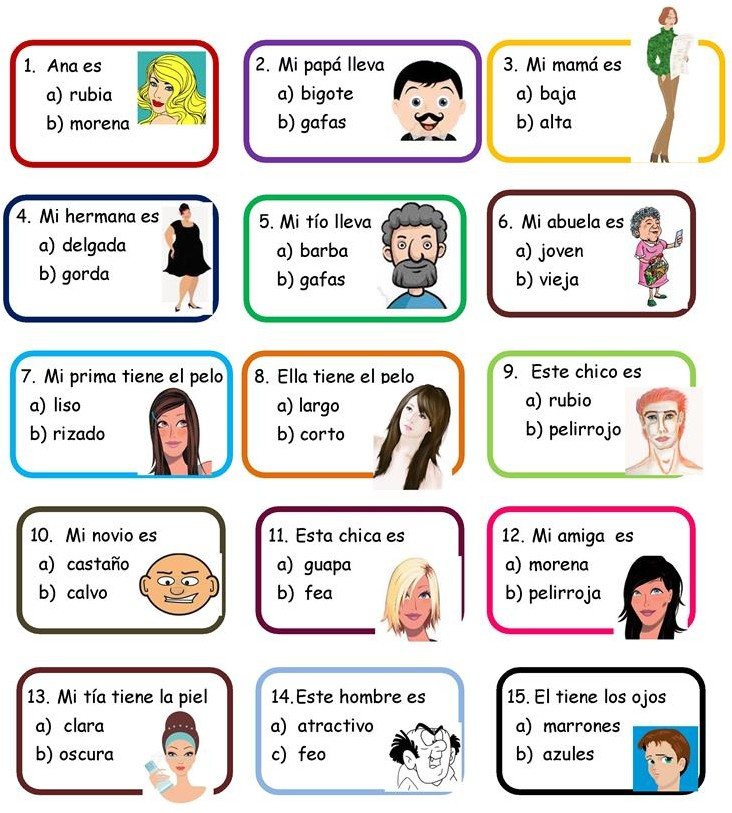 1. Ana es
a) rubia
b) morena
2. Mi papá lleva
a) bigote
b) gafas
3. Mi mamá es
a) baja
b) alta
4. Mi hermana es
a) delgada
b) gorda
5. Mi tío lleva
a) barba
b) gafas
6. Mi abuela es
a) joven
b) vieja
7. Mi prima tiene el pelo
a) liso
b) rizado
8. Ella tiene el pelo
a) largo
b) corto
9. Este chico es
a) rubio
b) pelirrojo
10. Mi novio es
a) castaño
b) calvo
11. Esta chica es
a) guapa
b) fea
12. Mi amiga es
a) morena
b) pelirroja
13. Mi tía tiene la piel
a) clara
b) oscura
14.Este hombre es
a) atractivo
c) feo
15. El tiene los ojos
a) marrones
b) azules